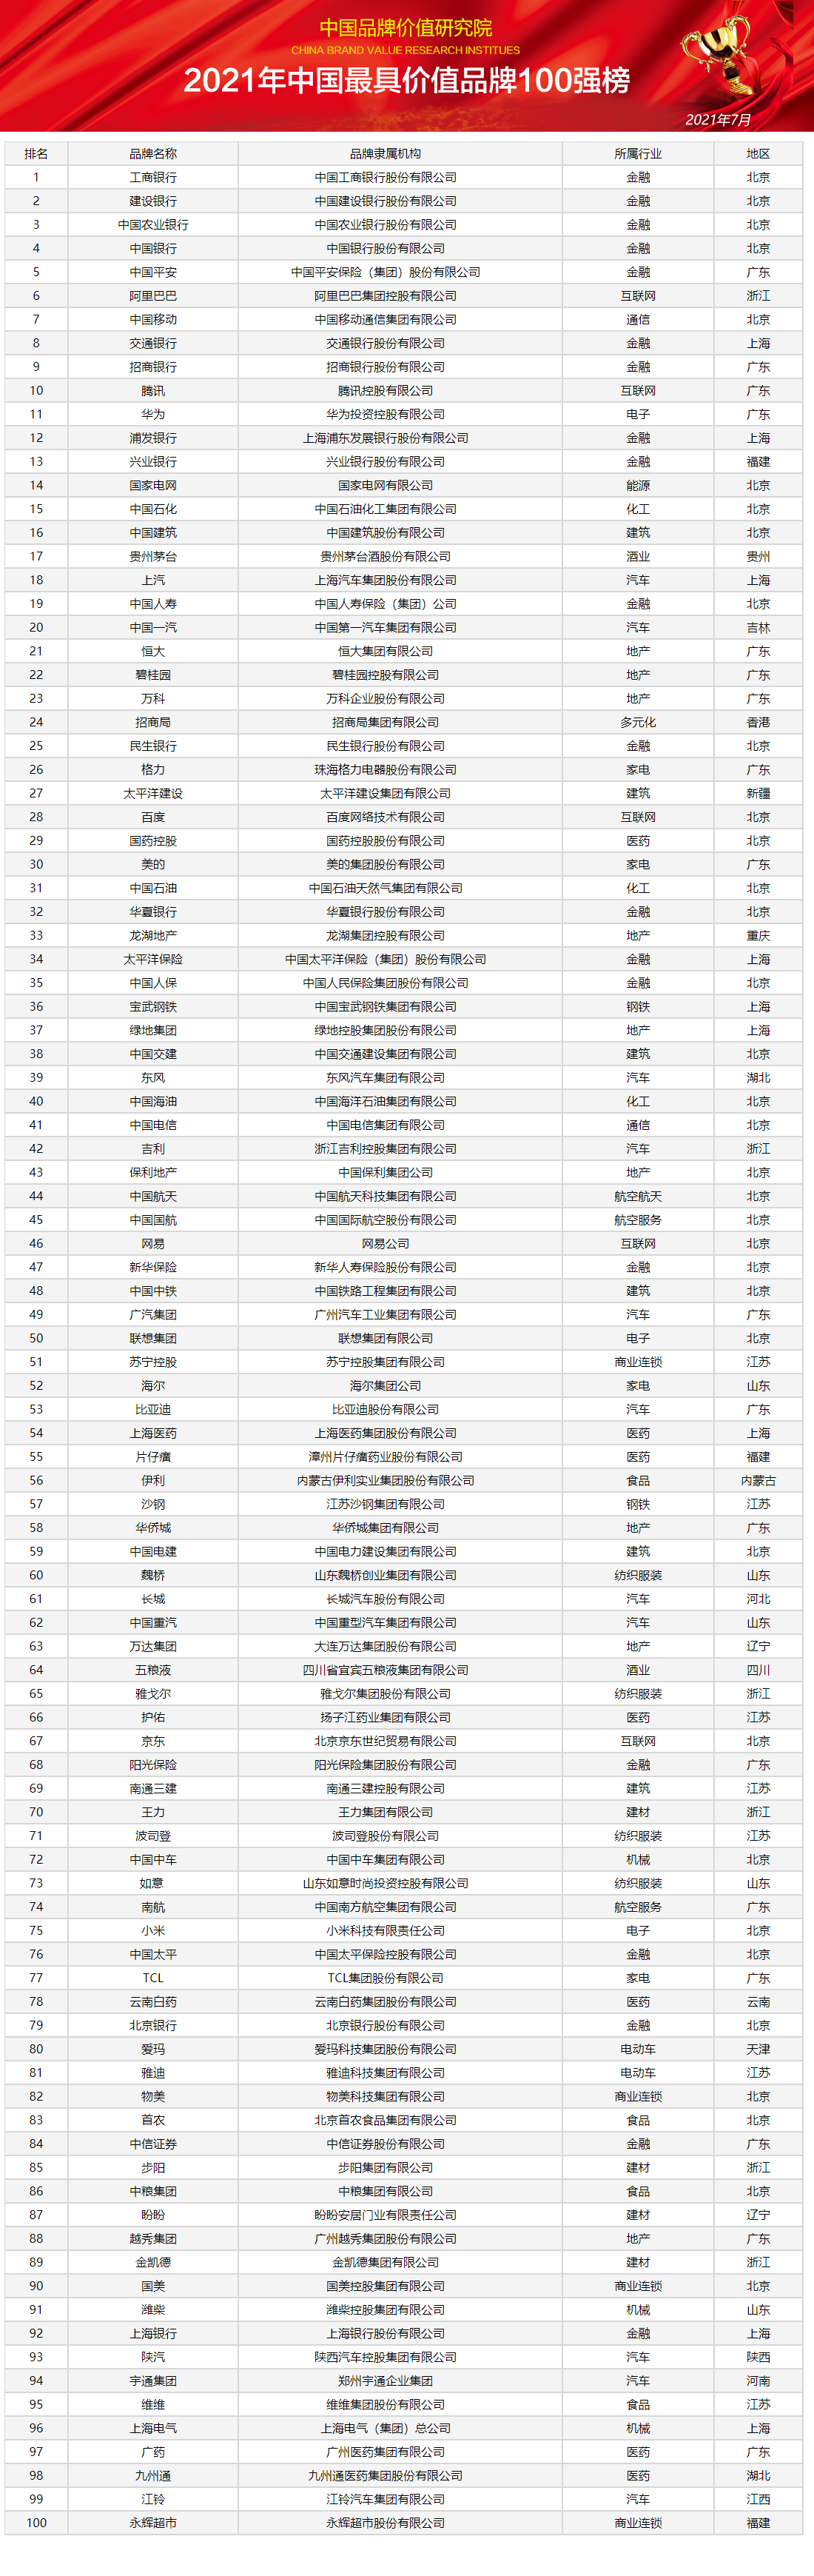 中国品牌价值研究院
CHINA BRAND VALUE RESEARCH INSTITUES
2021年中国最具价值品牌100强榜
2021年7月
排名 品牌名称 品牌隶属机构 所属行业 地区
1 工商银行 中国工商银行股份有限公司 金融 北京
2 建设银行 中国建设银行股份有限公司 金融 北京
3 中国农业银行 中国农业银行股份有限公司 金融 北京
4 中国银行 中国银行股份有限公司 金融 北京
5 中国平安 中国平安保险（集团）股份有限公司 金融 广东
6 阿里巴巴 阿里巴巴集团控股有限公司 互联网 浙江
7 中国移动 中国移动通信集团有限公司 通信 北京
8 交通银行 交通银行股份有限公司 金融 上海
9 招商银行 招商银行股份有限公司 金融 广东
10 腾讯 腾讯控股有限公司 互联网 广东
11 华为 华为投资控股有限公司 电子 广东
12 浦发银行 上海浦东发展银行股份有限公司 金融 上海
13 兴业银行 兴业银行股份有限公司 金融 福建
14 国家电网 国家电网有限公司 能源 北京
15 中国石化 中国石油化工集团有限公司 化工 北京
16 中国建筑 中国建筑股份有限公司 建筑 北京
17 贵州茅台 贵州茅台酒股份有限公司 酒业 贵州
18 上汽 上海汽车集团股份有限公司 汽车 上海
19 中国人寿 中国人寿保险（集团）公司 金融 北京
20 中国一汽 中国第一汽车集团有限公司 汽车 吉林
21 恒大 恒大集团有限公司 地产 广东
22 碧桂园 碧桂园控股有限公司 地产 广东
23 万科 万科企业股份有限公司 地产 广东
24 招商局 招商局集团有限公司 多元化 香港
25 民生银行 民生银行股份有限公司 金融 北京
26 格力 珠海格力电器股份有限公司 家电 广东
27 太平洋建设 太平洋建设集团有限公司 建筑 新疆
28 百度 百度网络技术有限公司 互联网 北京
29 国药控股 国药控股股份有限公司 医药 北京
30 美的 美的集团股份有限公司 家电 广东
31 中国石油 中国石油天然气集团有限公司 化工 北京
32 华夏银行 华夏银行股份有限公司 金融 北京
33 龙湖地产 龙湖集团控股有限公司 地产 重庆
34 太平洋保险 中国太平洋保险（集团）股份有限公司 金融 上海
35 中国人保 中国人民保险集团股份有限公司 金融 北京
36 宝武钢铁 中国宝武钢铁集团有限公司 钢铁 上海
37 绿地集团 绿地控股集团股份有限公司 地产 上海
38 中国交建 中国交通建设集团有限公司 建筑 北京
39 东风 东风汽车集团有限公司 汽车 湖北
40 中国海油 中国海洋石油集团有限公司 化工 北京
41 中国电信 中国电信集团有限公司 通信 北京
42 吉利 浙江吉利控股集团有限公司 汽车 浙江
43 保利地产 中国保利集团公司 地产 北京
44 中国航天 中国航天科技集团有限公司 航空航天 北京
45 中国国航 中国国际航空股份有限公司 航空服务 北京
46 网易 网易公司 互联网 北京
47 新华保险 新华人寿保险股份有限公司 金融 北京
48 中国中铁 中国铁路工程集团有限公司 建筑 北京
49 广汽集团 广州汽车工业集团有限公司 汽车 广东
50 联想集团 联想集团有限公司 电子 北京
51 苏宁控股 苏宁控股集团有限公司 商业连锁 江苏
52 海尔 海尔集团公司 家电 山东
53 比亚迪 比亚迪股份有限公司 汽车 广东
54 上海医药 上海医药集团股份有限公司 医药 上海
55 片仔癀 漳州片仔癀药业股份有限公司 医药 福建
56 伊利 内蒙古伊利实业集团股份有限公司 食品 内蒙古
57 沙钢 江苏沙钢集团有限公司 钢铁 江苏
58 华侨城 华侨城集团有限公司 地产 广东
59 中国电建 中国电力建设集团有限公司 建筑 北京
60 魏桥 山东魏桥创业集团有限公司 纺织服装 山东
61 长城 长城汽车股份有限公司 汽车 河北
62 中国重汽 中国重型汽车集团有限公司 汽车 山东
63 万达集团 大连万达集团股份有限公司 地产 辽宁
64 五粮液 四川省宜宾五粮液集团有限公司 酒业 四川
65 雅戈尔 雅戈尔集团股份有限公司 纺织服装 浙江
66 护佑 扬子江药业集团有限公司 医药 江苏
67 京东 北京京东世纪贸易有限公司 互联网 北京
68 阳光保险 阳光保险集团股份有限公司 金融 广东
69 南通三建 南通三建控股有限公司 建筑 江苏
70 王力 王力集团有限公司 建材 浙江
71 波司登 波司登股份有限公司 纺织服装 江苏
72 中国中车 中国中车集团有限公司 机械 北京
73 如意 山东如意时尚投资控股有限公司 纺织服装 山东
74 南航 中国南方航空集团有限公司 航空服务 广东
75 小米 小米科技有限责任公司 电子 北京
76 中国太平 中国太平保险控股有限公司 金融 北京
77 TCL TCL集团股份有限公司 家电 广东
78 云南白药 云南白药集团股份有限公司 医药 云南
79 北京银行 北京银行股份有限公司 金融 北京
80 爱玛 爱玛科技集团股份有限公司 电动车 天津
81 雅迪 雅迪科技集团有限公司 电动车 江苏
82 物美 物美科技集团有限公司 商业连锁 北京
83 首农 北京首农食品集团有限公司 食品 北京
84 中信证券 中信证券股份有限公司 金融 广东
85 步阳 步阳集团有限公司 建材 浙江
86 中粮集团 中粮集团有限公司 食品 北京
87 盼盼 盼盼安居门业有限责任公司 建材 辽宁
88 越秀集团 广州越秀集团股份有限公司 地产 广东
89 金凯德 金凯德集团有限公司 建材 浙江
90 国美 国美控股集团有限公司 商业连锁 北京
91 潍柴 潍柴控股集团有限公司 机械 山东
92 上海银行 上海银行股份有限公司 金融 上海
93 陕汽 陕西汽车控股集团有限公司 汽车 陕西
94 宇通集团 郑州宇通企业集团 汽车 河南
95 维维 维维集团股份有限公司 食品 江苏
96 上海电气 上海电气（集团）总公司 机械 上海
97 广药 广州医药集团有限公司 医药 广东
98 九州通 九州通医药集团股份有限公司 医药 湖北
99 江铃 江铃汽车集团有限公司 汽车 江西
100 永辉超市 永辉超市股份有限公司 商业连锁 福建